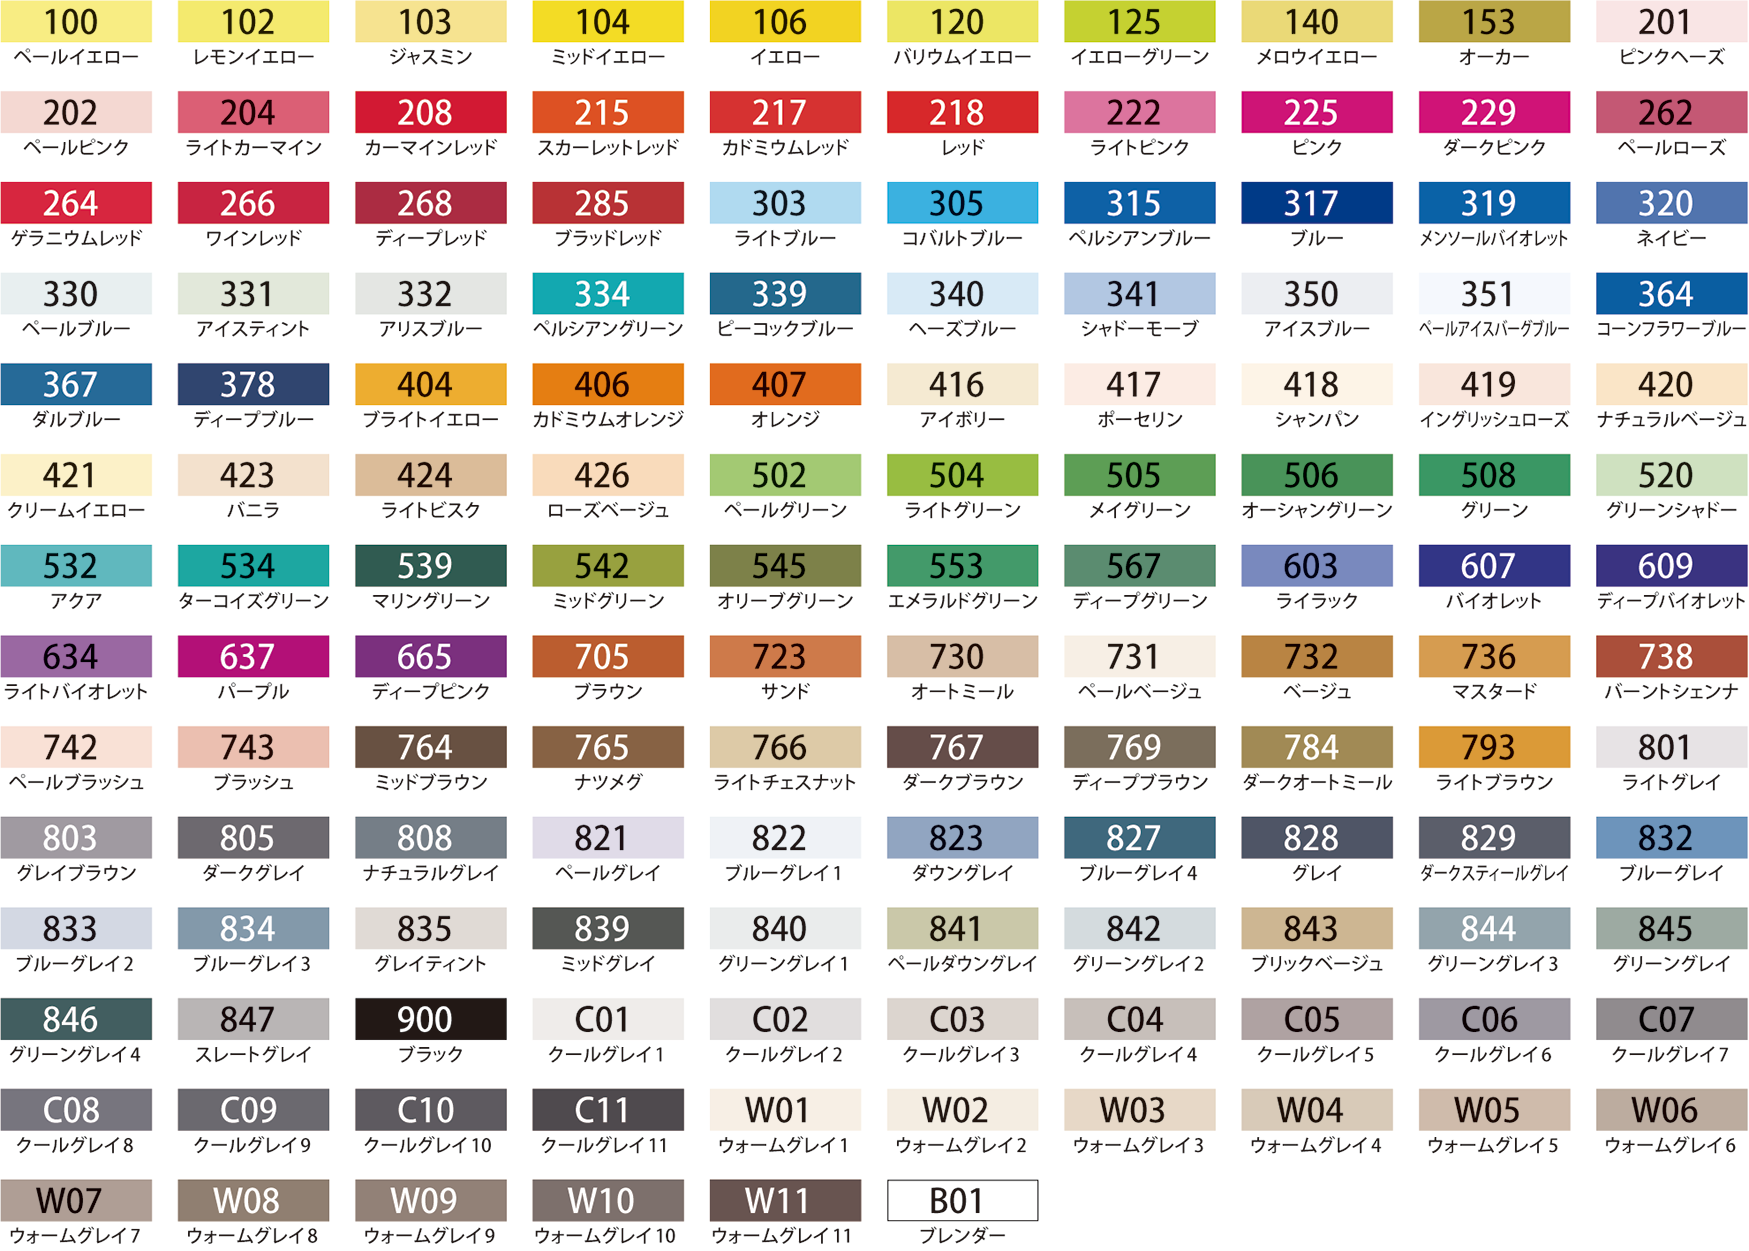 100 102 103 104 106 120 125 140 153 201
ペールイエロー レモンイエロー ジャスミン ミッドイエロー イエロー バリウムイエロー イエローグリーン メロウイエロー オーカー ピンクヘーズ
202 204 208 215 217 218 222 225 229 262
ペールピンク ライトカーマイン カーマインレッド スカーレットレッド カドミウムレッド レッド ライトピンク ピンク ダークピンク ペールローズ
264 266 268 285 303 305 315 317 319 320
ゲラニウムレッド ワインレッド ディープレッド ブラッドレッド ライトブルー コバルトブルー ペルシアンブルー ブルー メンソールバイオレット ネイビー
330 331 332 334 339 340 341 350 351 364
ペールブルー アイスティント アリスブルー ペルシアングリーン ピーコックブルー ヘーズブルー シャドーモーブ アイスブルー ペールアイスバーグブルー コーンフラワーブルー
367 378 404 406 407 416 417 418 419 420
ダルブルー ディープブルー ブライトイエロー カドミウムオレンジ オレンジ アイボリー ポーセリン シャンパン イングリッシュローズ ナチュラルベージュ
421 423 424 426 502 504 505 506 508 520
クリームイエロー バニラ ライトビスク ローズベージュ ペールグリーン ライトグリーン メイグリーン オーシャングリーン グリーン グリーンシャドー
532 534 539 542 545 553 567 603 607 609
アクア ターコイズグリーン マリングリーン ミッドグリーン オリーブグリーン エメラルドグリーン ディープグリーン ライラック バイオレット ディープバイオレット
634 637 665 705 723 730 731 732 736 738
ライトバイオレット パープル ディープピンク ブラウン サンド オートミール ペールベージュ ベージュ マスタード バーントシェンナ
742 743 764 765 766 767 769 784 793 801
ペールブラッシュ ブラッシュ ミッドブラウン ナツメグ ライトチェスナット ダークブラウン ディープブラウン ダークオートミール ライトブラウン ライトグレイ
803 805 808 821 822 823 827 828 829 832
グレイブラウン ダークグレイ ナチュラルグレイ ペールグレイ ブルーグレイ1 ダウングレイ ブルーグレイ4 グレイ ダークスティールグレイ ブルーグレイ
833 834 835 839 840 841 842 843 844 845
ブルーグレイ2 ブルーグレイ3 グレイティント ミッドグレイ グリーングレイ1 ペールダウングレイ グリーングレイ2 ブリックベージュ グリーングレイ3 グリーングレイ
846 847 900 C01 C02 C03 C04 C05 C06 C07
グリーングレイ4 スレートグレイ ブラック クールグレイ1 クールグレイ2 クールグレイ3 クールグレイ4 クールグレイ5 クールグレイ6 クールグレイ7
C08 C09 C10 C11 W01 W02 W03 W04 W05 W06
クールグレイ8 クールグレイ9 クールグレイ10 クールグレイ11 ウォームグレイ1 ウォームグレイ2 ウォームグレイ3 ウォームグレイ4 ウォームグレイ5 ウォームグレイ6
W07 W08 W09 W10 W11 B01
ウォームグレイ7 ウォームグレイ8 ウォームグレイ9 ウォームグレイ10 ウォームグレイ11 ブレンダー